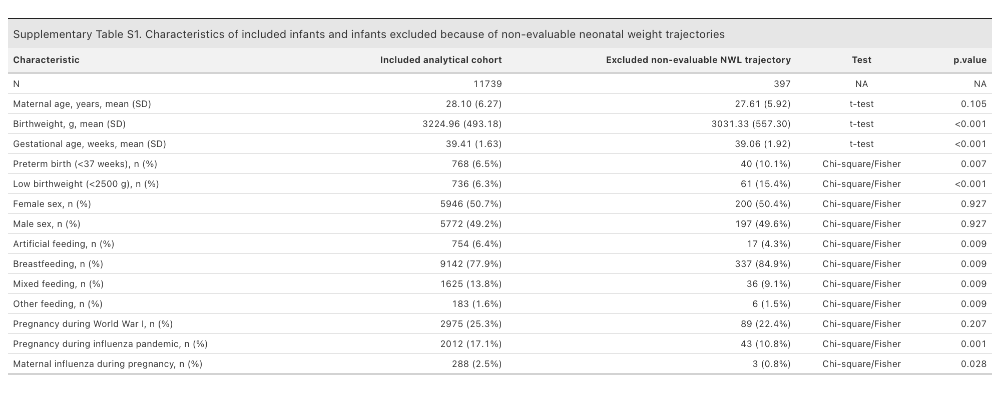 Supplementary Table S1. Characteristics of included infants and infants excluded because of non-evaluable neonatal weight trajectories
Characteristic Included analytical cohort Excluded non-evaluable NWL trajectory Test p.value
N 11739 397 NA NA
Maternal age, years, mean (SD) 28.10 (6.27) 27.61 (5.92) t-test 0.105
Birthweight, g, mean (SD) 3224.96 (493.18) 3031.33 (557.30) t-test <0.001
Gestational age, weeks, mean (SD) 39.41 (1.63) 39.06 (1.92) t-test <0.001
Preterm birth (<37 weeks), n (%) 768 (6.5%) 40 (10.1%) Chi-square/Fisher 0.007
Low birthweight (<2500 g), n (%) 736 (6.3%) 61 (15.4%) Chi-square/Fisher <0.001
Female sex, n (%) 5946 (50.7%) 200 (50.4%) Chi-square/Fisher 0.927
Male sex, n (%) 5772 (49.2%) 197 (49.6%) Chi-square/Fisher 0.927
Artificial feeding, n (%) 754 (6.4%) 17 (4.3%) Chi-square/Fisher 0.009
Breastfeeding, n (%) 9142 (77.9%) 337 (84.9%) Chi-square/Fisher 0.009
Mixed feeding, n (%) 1625 (13.8%) 36 (9.1%) Chi-square/Fisher 0.009
Other feeding, n (%) 183 (1.6%) 6 (1.5%) Chi-square/Fisher 0.009
Pregnancy during World War I, n (%) 2975 (25.3%) 89 (22.4%) Chi-square/Fisher 0.207
Pregnancy during influenza pandemic, n (%) 2012 (17.1%) 43 (10.8%) Chi-square/Fisher 0.001
Maternal influenza during pregnancy, n (%) 288 (2.5%) 3 (0.8%) Chi-square/Fisher 0.028